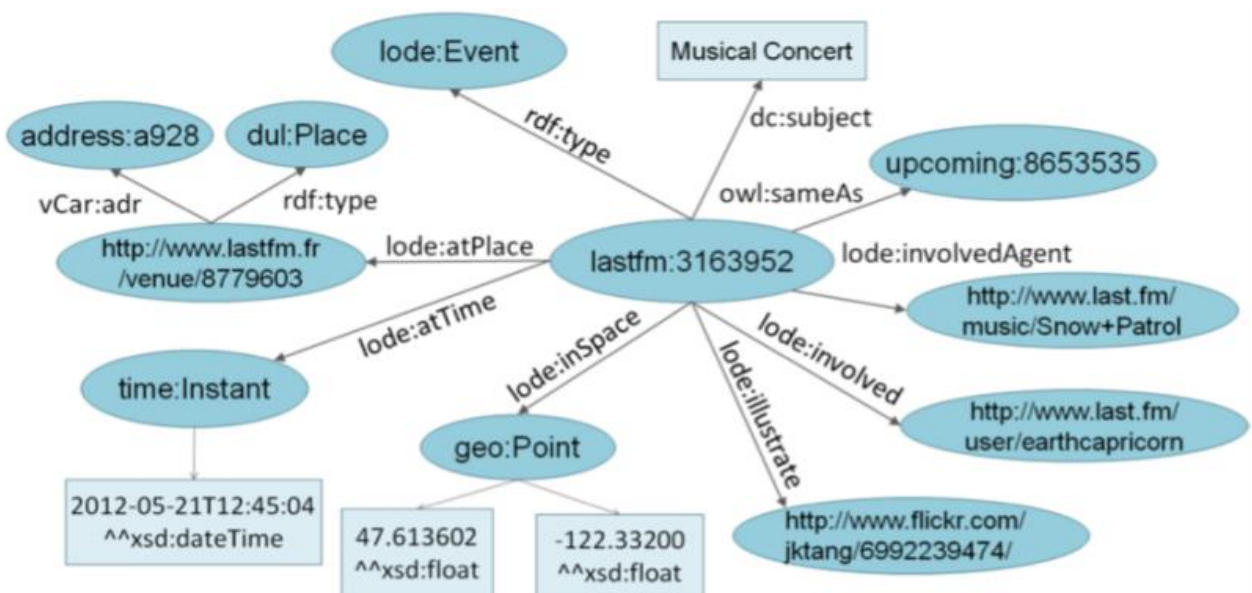 lode:Event
Musical Concert
rdf:type
dc:subject
address:a928
dul:Place
upcoming:8653535
vCar:adr
rdf:type
owl:sameAs
http://www.lastfm.fr
/venue/8779603
lode:atPlace
lastfm:3163952
lode:involvedAgent
http://www.last.fm/
music/Snow+Patrol
lode:atTime
lode:inSpace
lode:illustrate
lode:involved
time:Instant
http://www.last.fm/
user/earthcapricorn
geo:Point
2012-05-21T12:45:04
^^xsd:dateTime
47.613602
^^xsd:float
-122.33200
^^xsd:float
http://www.flickr.com/
jktang/6992239474/